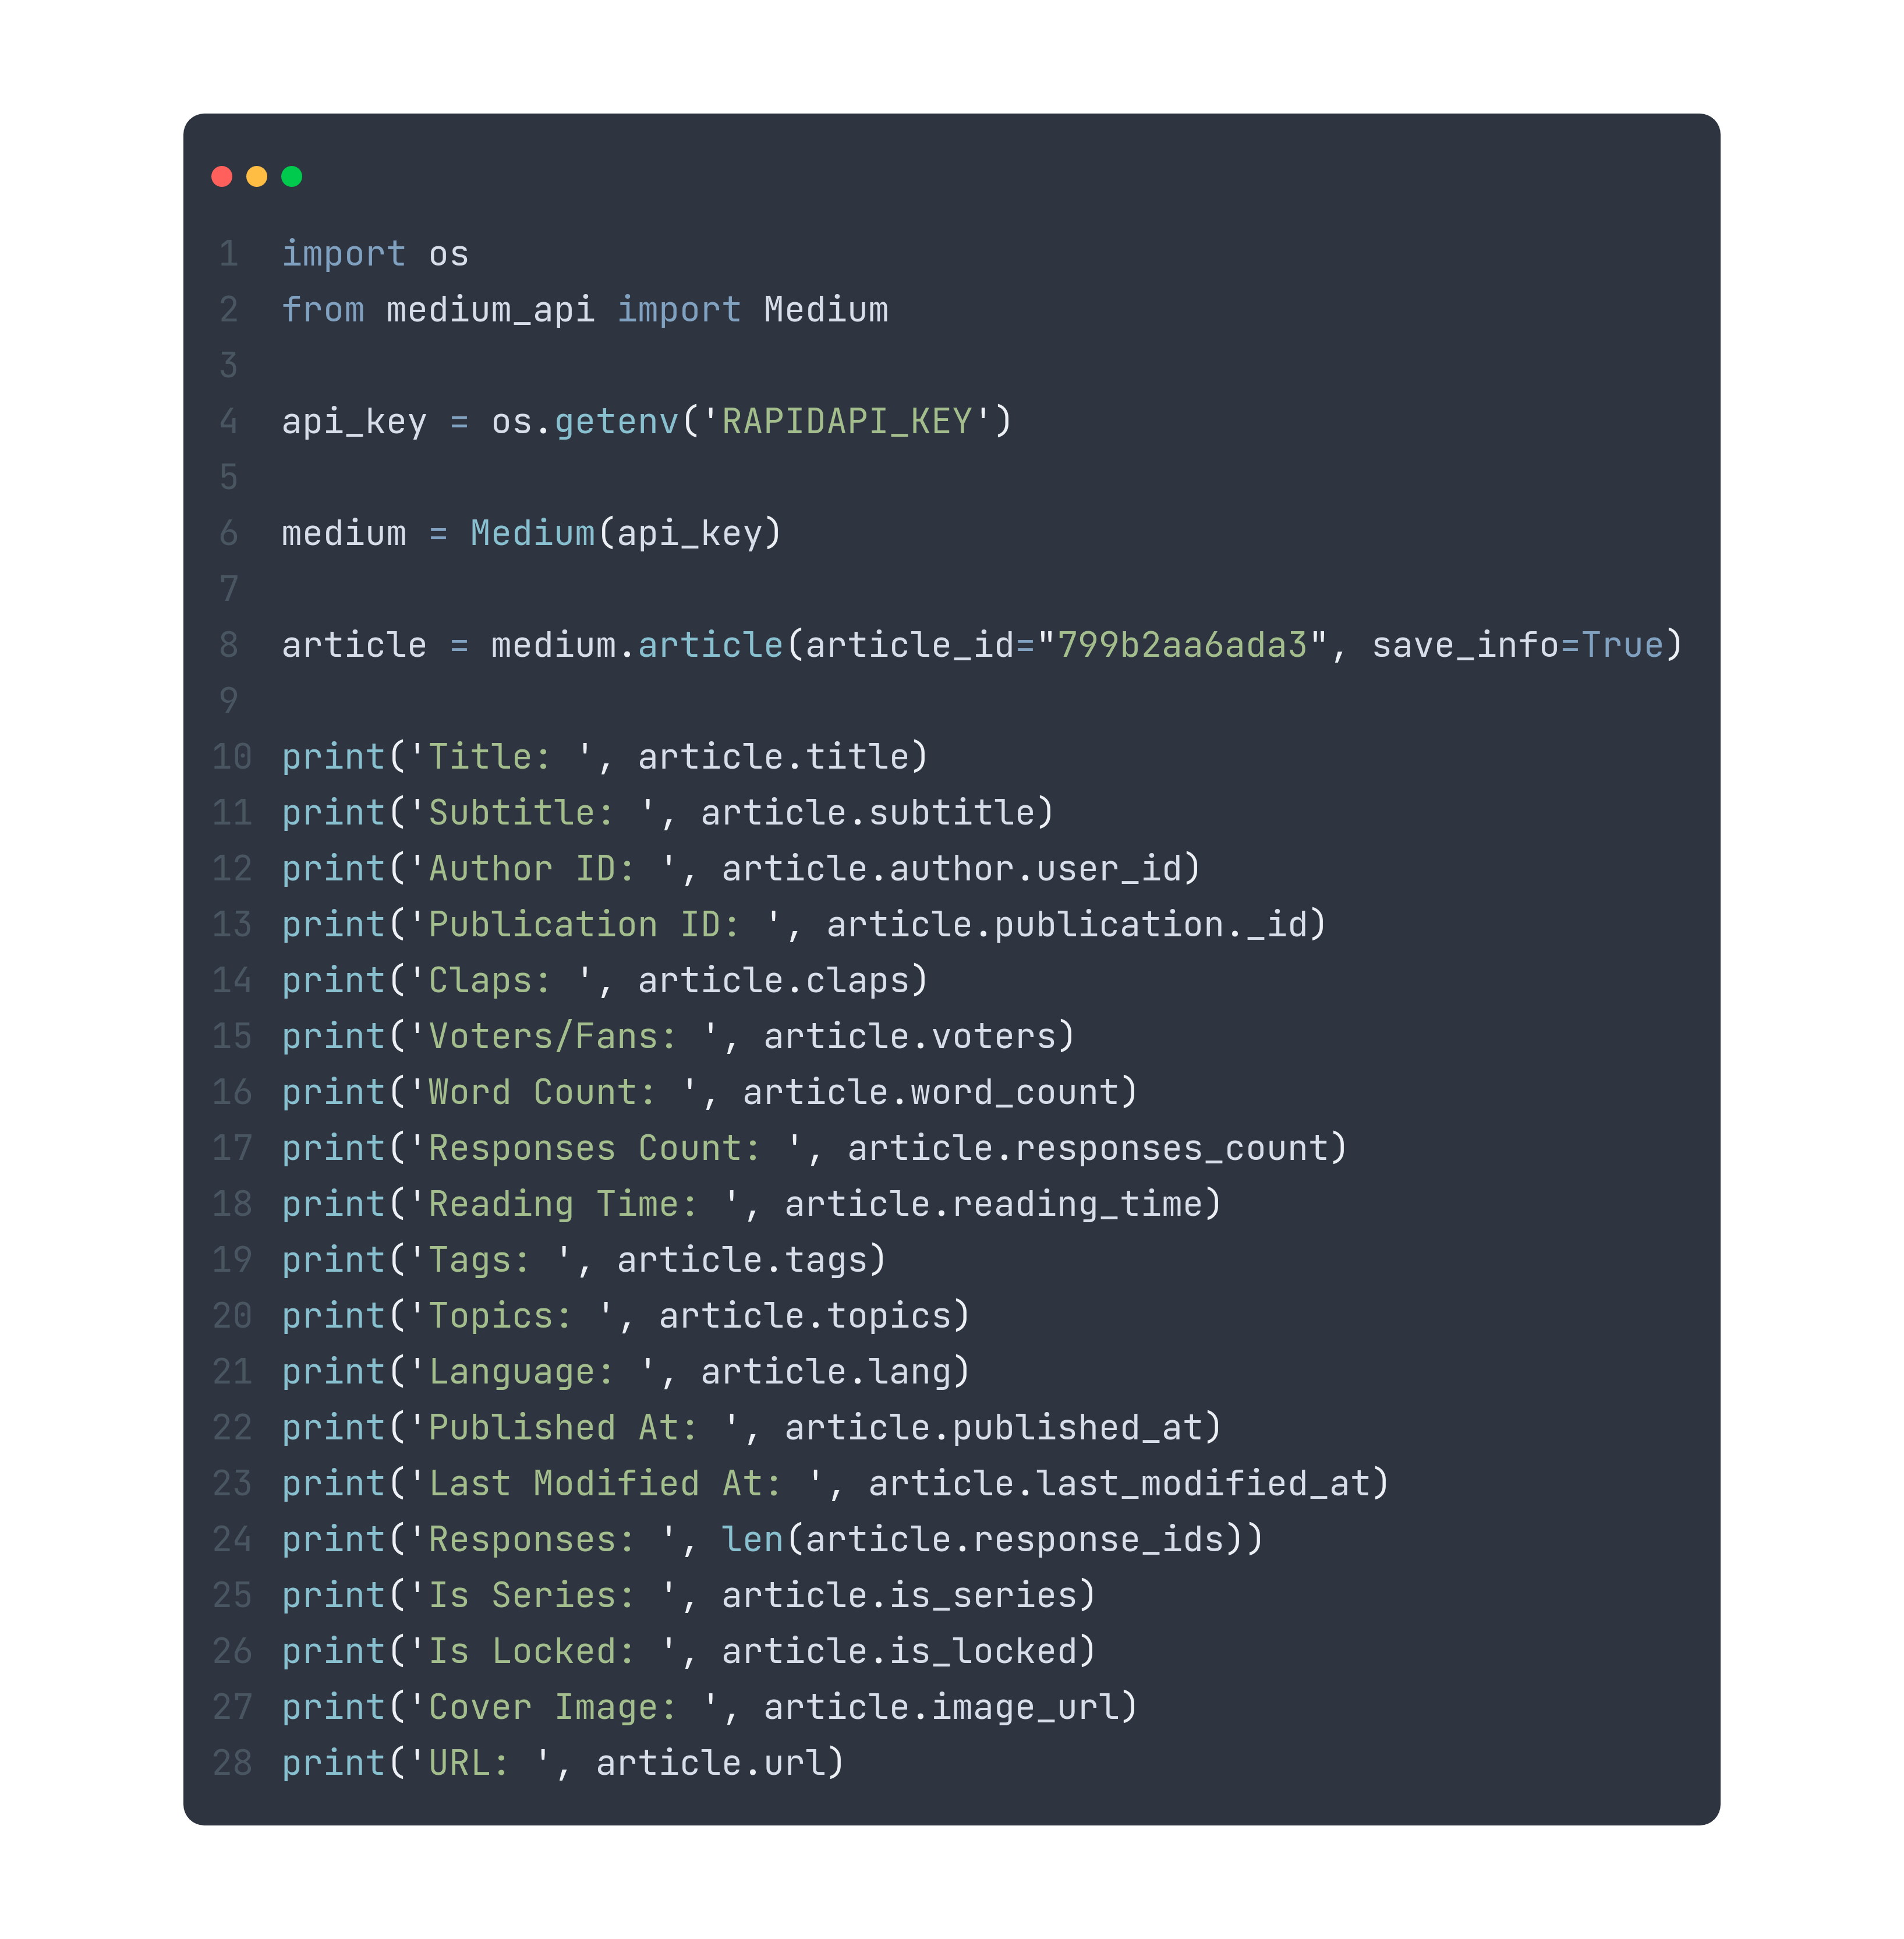 1 import os
2 from medium_api import Medium
3
4 api_key = os.getenv('RAPIDAPI_KEY')
5
6 medium = Medium(api_key)
7
8 article = medium.article(article_id="799b2aa6ada3", save_info=True)
9
10 print('Title: ', article.title)
11 print('Subtitle: ', article.subtitle)
12 print('Author ID: ', article.author.user_id)
13 print('Publication ID: ', article.publication._id)
14 print('Claps: ', article.claps)
15 print('Voters/Fans: ', article.voters)
16 print('Word Count: ', article.word_count)
17 print('Responses Count: ', article.responses_count)
18 print('Reading Time: ', article.reading_time)
19 print('Tags: ', article.tags)
20 print('Topics: ', article.topics)
21 print('Language: ', article.lang)
22 print('Published At: ', article.published_at)
23 print('Last Modified At: ', article.last_modified_at)
24 print('Responses: ', len(article.response_ids))
25 print('Is Series: ', article.is_series)
26 print('Is Locked: ', article.is_locked)
27 print('Cover Image: ', article.image_url)
28 print('URL: ', article.url)